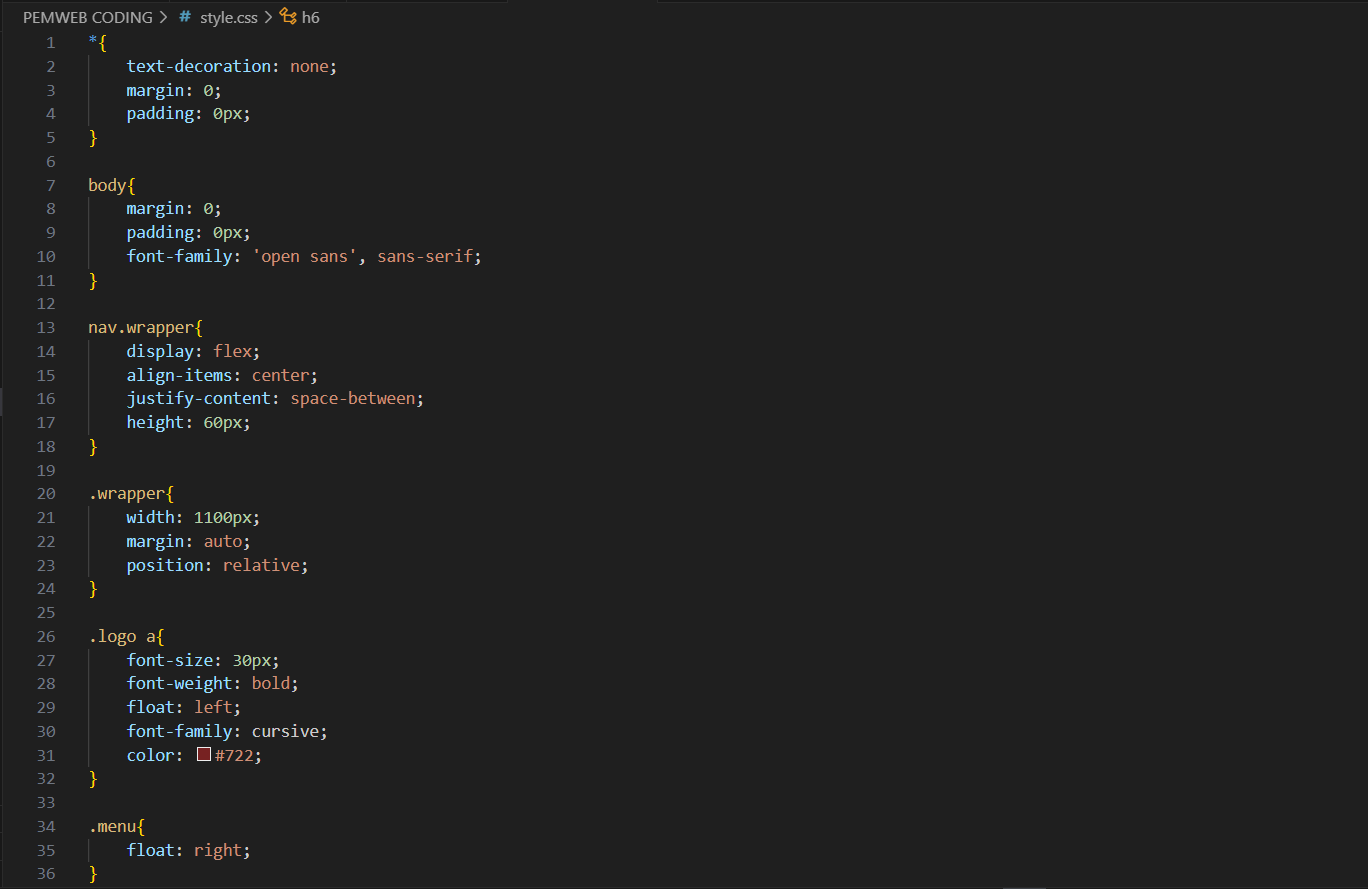 PEMWEB CODING > # style.css > h6
1 *{
2 text-decoration: none;
3 margin: 0;
4 padding: 0px;
5 }
6
7 body{
8 margin: 0;
9 padding: 0px;
10 font-family: 'open sans', sans-serif;
11 }
12
13 nav.wrapper{
14 display: flex;
15 align-items: center;
16 justify-content: space-between;
17 height: 60px;
18 }
19
20 .wrapper{
21 width: 1100px;
22 margin: auto;
23 position: relative;
24 }
25
26 .logo a{
27 font-size: 30px;
28 font-weight: bold;
29 float: left;
30 font-family: cursive;
31 color: #722;
32 }
33
34 .menu{
35 float: right;
36 }